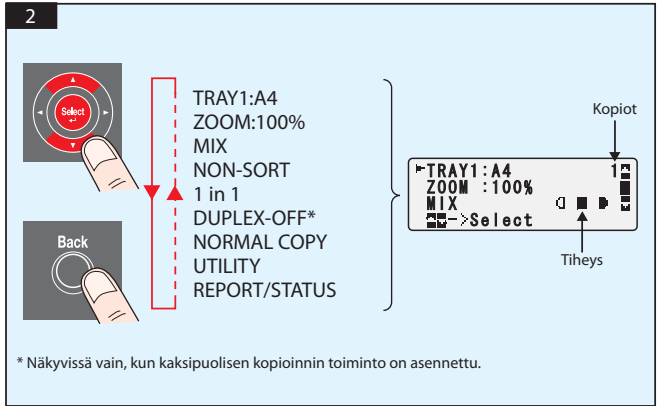 2
Select
Back
TRAY1:A4
ZOOM:100%
MIX
NON-SORT
1 in 1
DUPLEX-OFF*
NORMAL COPY
UTILITY
REPORT/STATUS
Kopiot
TRAY1:A4 1
ZOOM :100%
MIX
->Select
Tiheys
* Näkyvissä vain, kun kaksipuolisen kopioinnin toiminto on asennettu.